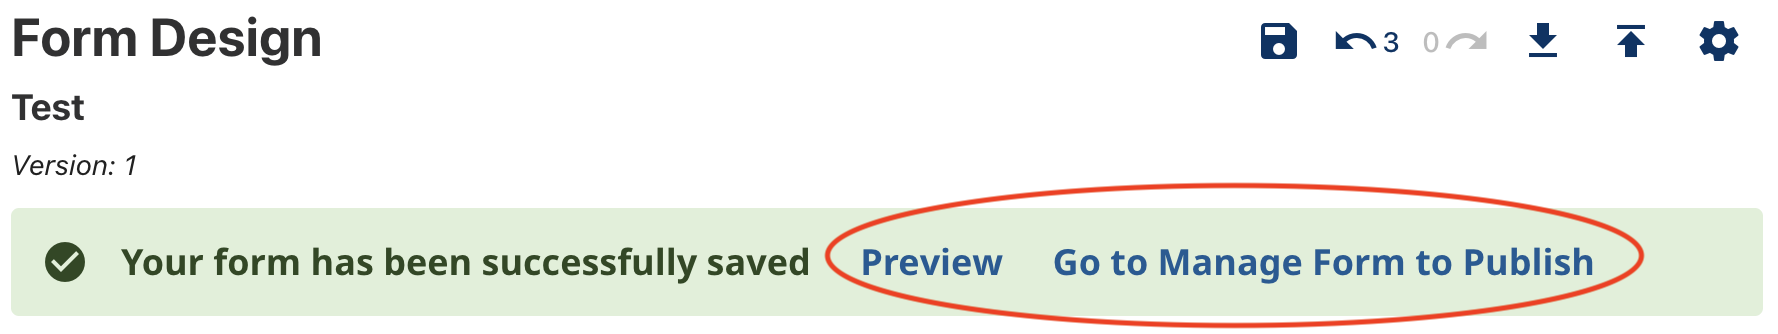 Form Design
3 0
Test
Version: 1
Your form has been successfully saved Preview Go to Manage Form to Publish